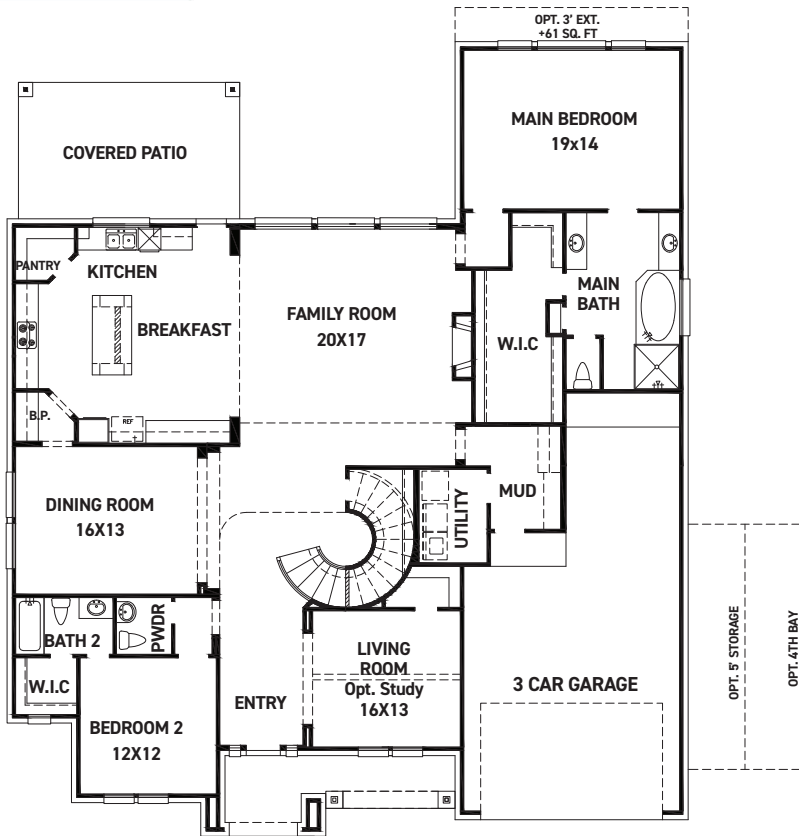 OPT. 3' EXT.
+61 SQ. FT
MAIN BEDROOM
19x14
COVERED PATIO
PANTRY
KITCHEN
BREAKFAST
FAMILY ROOM
20X17
MAIN
BATH
W.I.C
B.P.
REF
DINING ROOM
16X13
UTILITY
MUD
BATH 2
PWDR
W.I.C
BEDROOM 2
12X12
ENTRY
LIVING
ROOM
Opt. Study
16X13
3 CAR GARAGE
OPT. 5' STORAGE
OPT. 4TH BAY